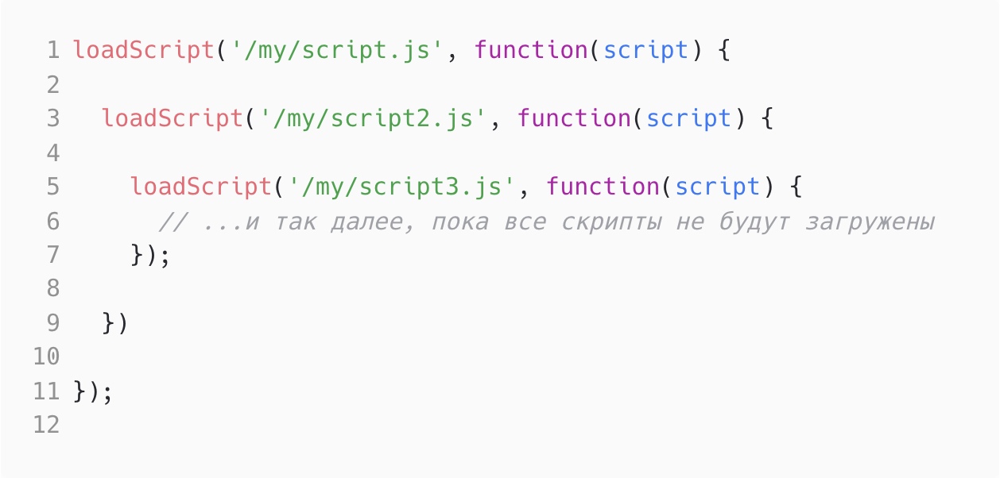 1 loadScript('/my/script.js', function(script) {
2
3   loadScript('/my/script2.js', function(script) {
4
5     loadScript('/my/script3.js', function(script) {
6       // ...и так далее, пока все скрипты не будут загружены
7     });
8
9   })
10
11 });
12